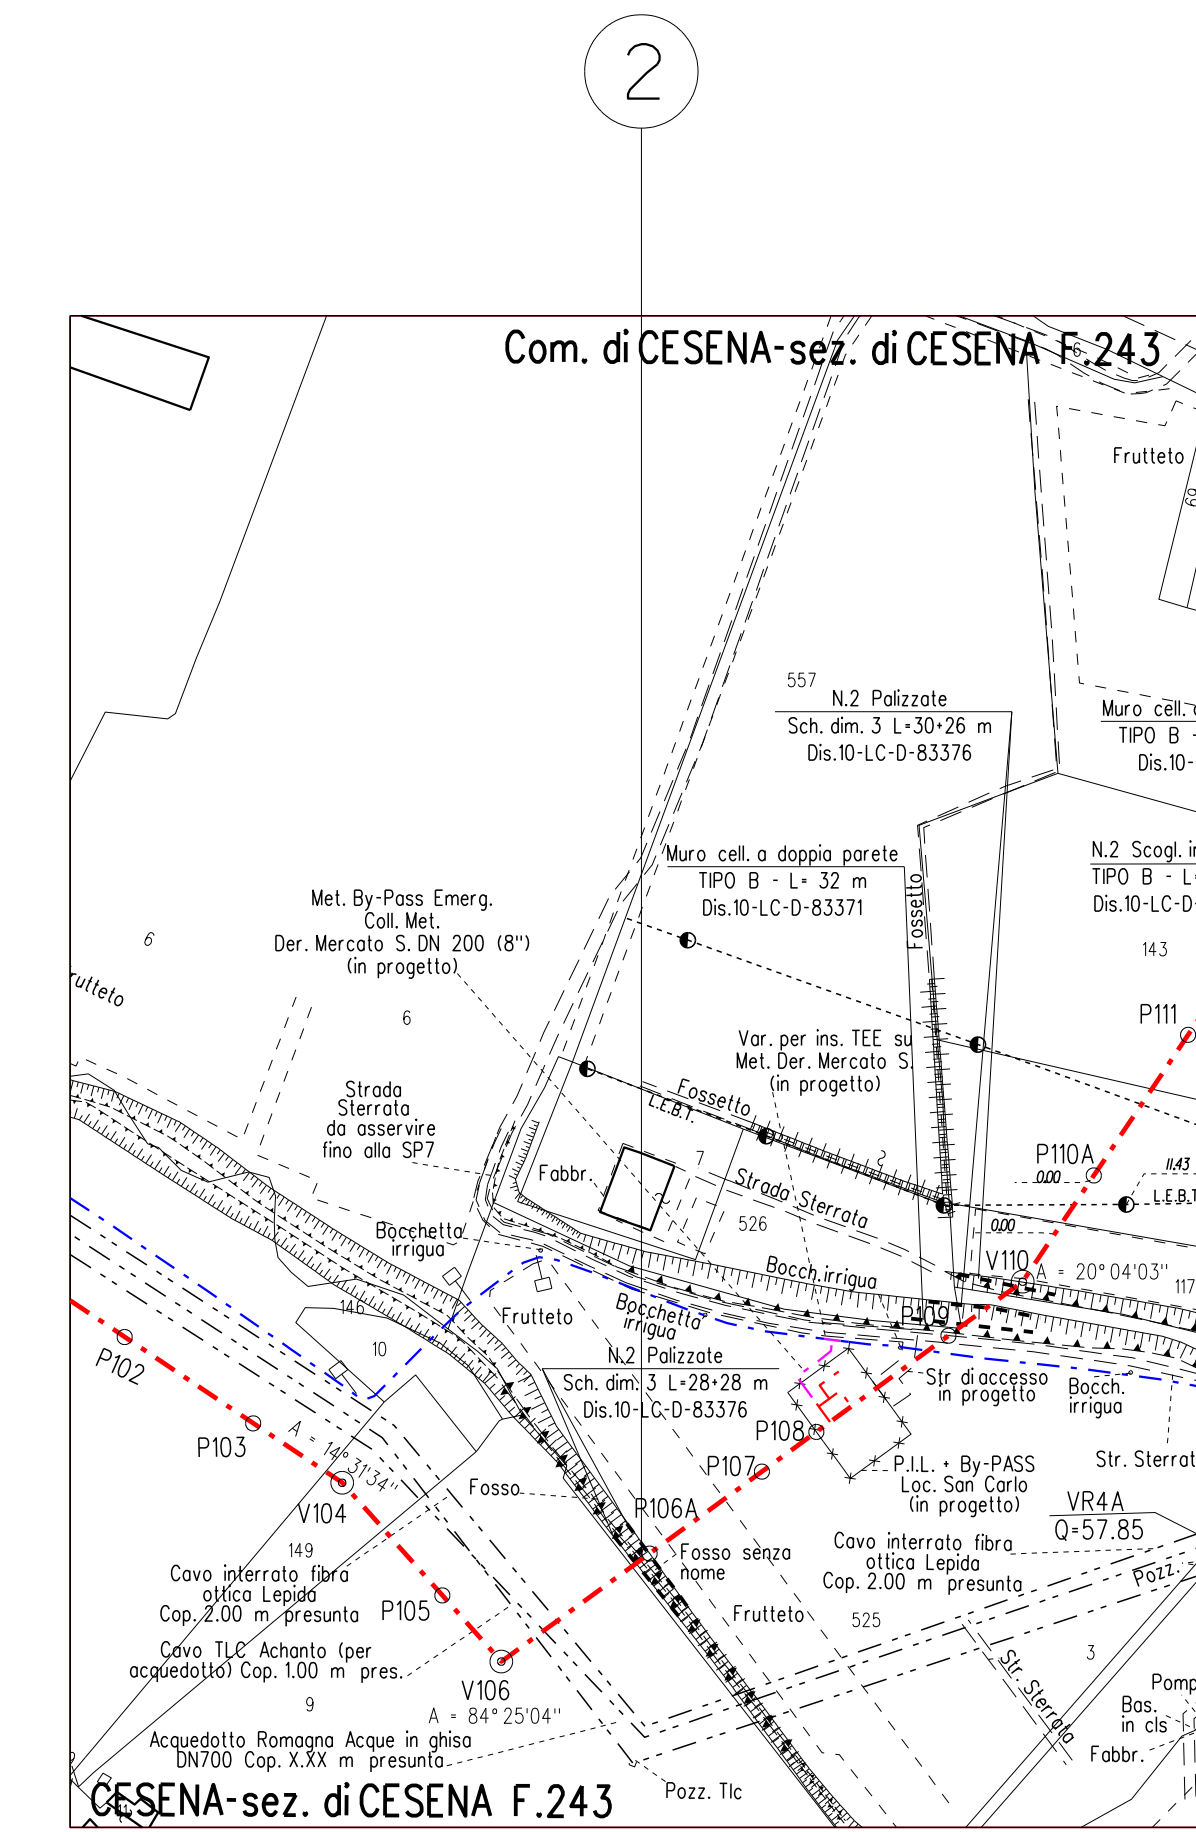 2
Com. di CESENA-sez. di CESENA F.243
6
Frutteto
69
557
N.2 Palizzate
Sch. dim. 3 L=30+26 m
Dis.10-LC-D-83376
Muro cell.
TIPO B -
Dis.10-
Muro cell. a doppia parete
TIPO B - L= 32 m
Dis.10-LC-D-83371
Fossetto
N.2 Scogl.
TIPO B - L=
Dis.10-LC-D-
143
Met. By-Pass Emerg.
Coll. Met.
Der. Mercato S. DN 200 (8")
(in progetto)
6
rutteto
6
P111
Var. per ins. TEE su
Met. Der. Mercato S.
(in progetto)
Strada
Sterrata
da asservire
fino alla SP7
Fossetto
L.E.B.T.
Fabbr.
7
2
P110A
0.00
11.43
L.E.B.T
Strada Sterrata
526
0.00
Bocchetta
irrigua
V110
A = 20°04'03"
117
Bocch.irrigua
146
10
Frutteto
Bocchetta
irrigua
P109
P102
N.2 Palizzate
Sch. dim. 3 L=28+28 m
Dis.10-LC-D-83376
Str di accesso
in progetto
Bocch.
irrigua
P103
A = 14°31'34"
P108
P107
P.I.L. + By-PASS
Loc. San Carlo
(in progetto)
Str. Sterrat
V104
Fosso
P106A
VR4A
Q=57.85
149
Cavo interrato fibra
ottica Lepida
Cop. 2.00 m presunta
Fosso senza
nome
Cavo interrato fibra
ottica Lepida
Cop. 2.00 m presunta
Pozz.
P105
Frutteto
525
Cavo TLC Achanto (per
acquedotto) Cop. 1.00 m pres.
Str. Sterrata
3
V106
A = 84°25'04"
9
Pomp
Bas.
in cls
Fabbr.
Acquedotto Romagna Acque in ghisa
DN700 Cop. X.XX m presunta
Pozz. Tlc
CESENA-sez. di CESENA F.243